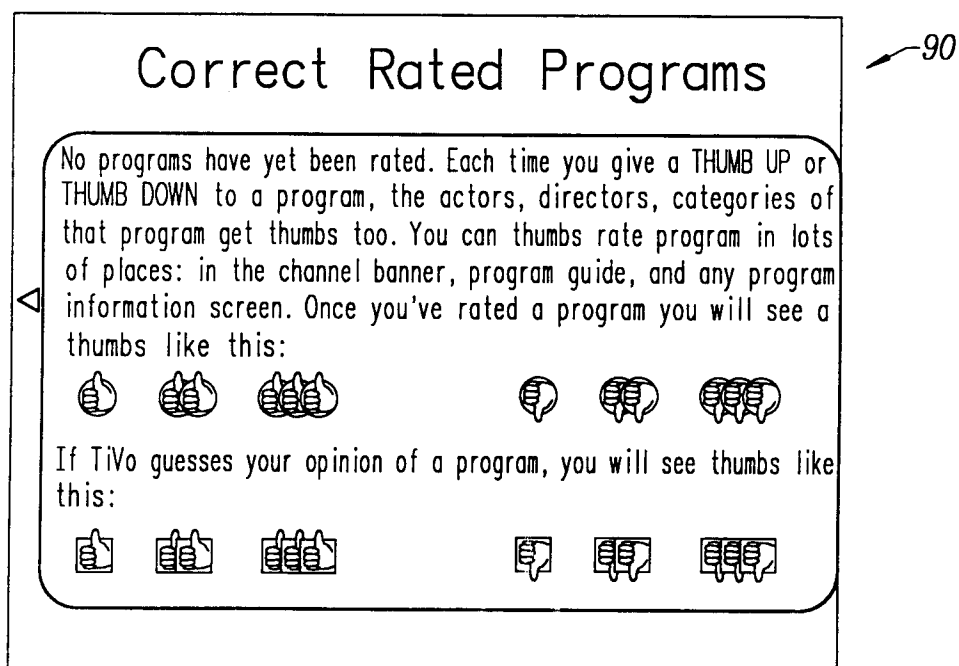 Correct Rated Programs
90
No programs have yet been rated. Each time you give a THUMB UP or
THUMB DOWN to a program, the actors, directors, categories of
that program get thumbs too. You can thumbs rate program in lots
of places: in the channel banner, program guide, and any program
information screen. Once you've rated a program you will see a
thumbs like this:
If TiVo guesses your opinion of a program, you will see thumbs like
this: